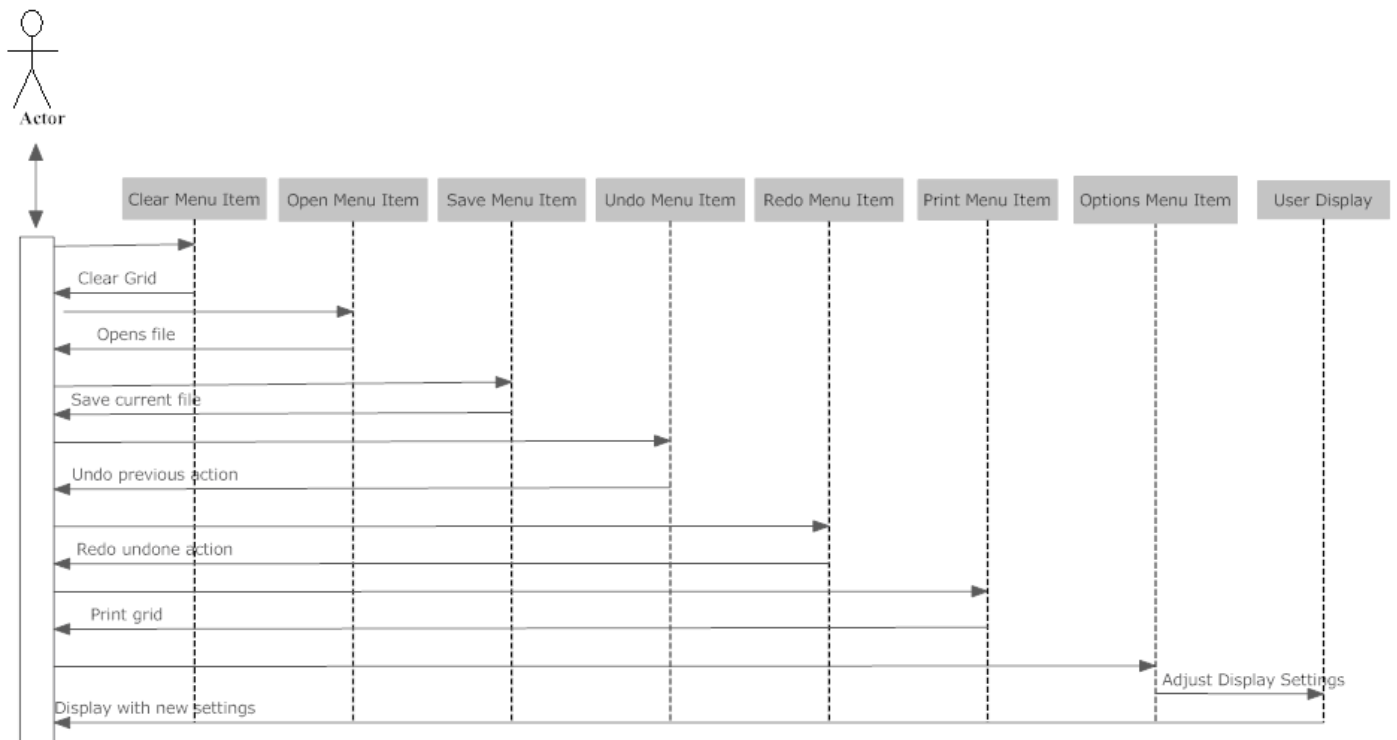 Actor
Clear Menu Item
Open Menu Item
Save Menu Item
Undo Menu Item
Redo Menu Item
Print Menu Item
Options Menu Item
User Display
Clear Grid
Opens file
Save current file
Undo previous action
Redo undone action
Print grid
Adjust Display Settings
Display with new settings